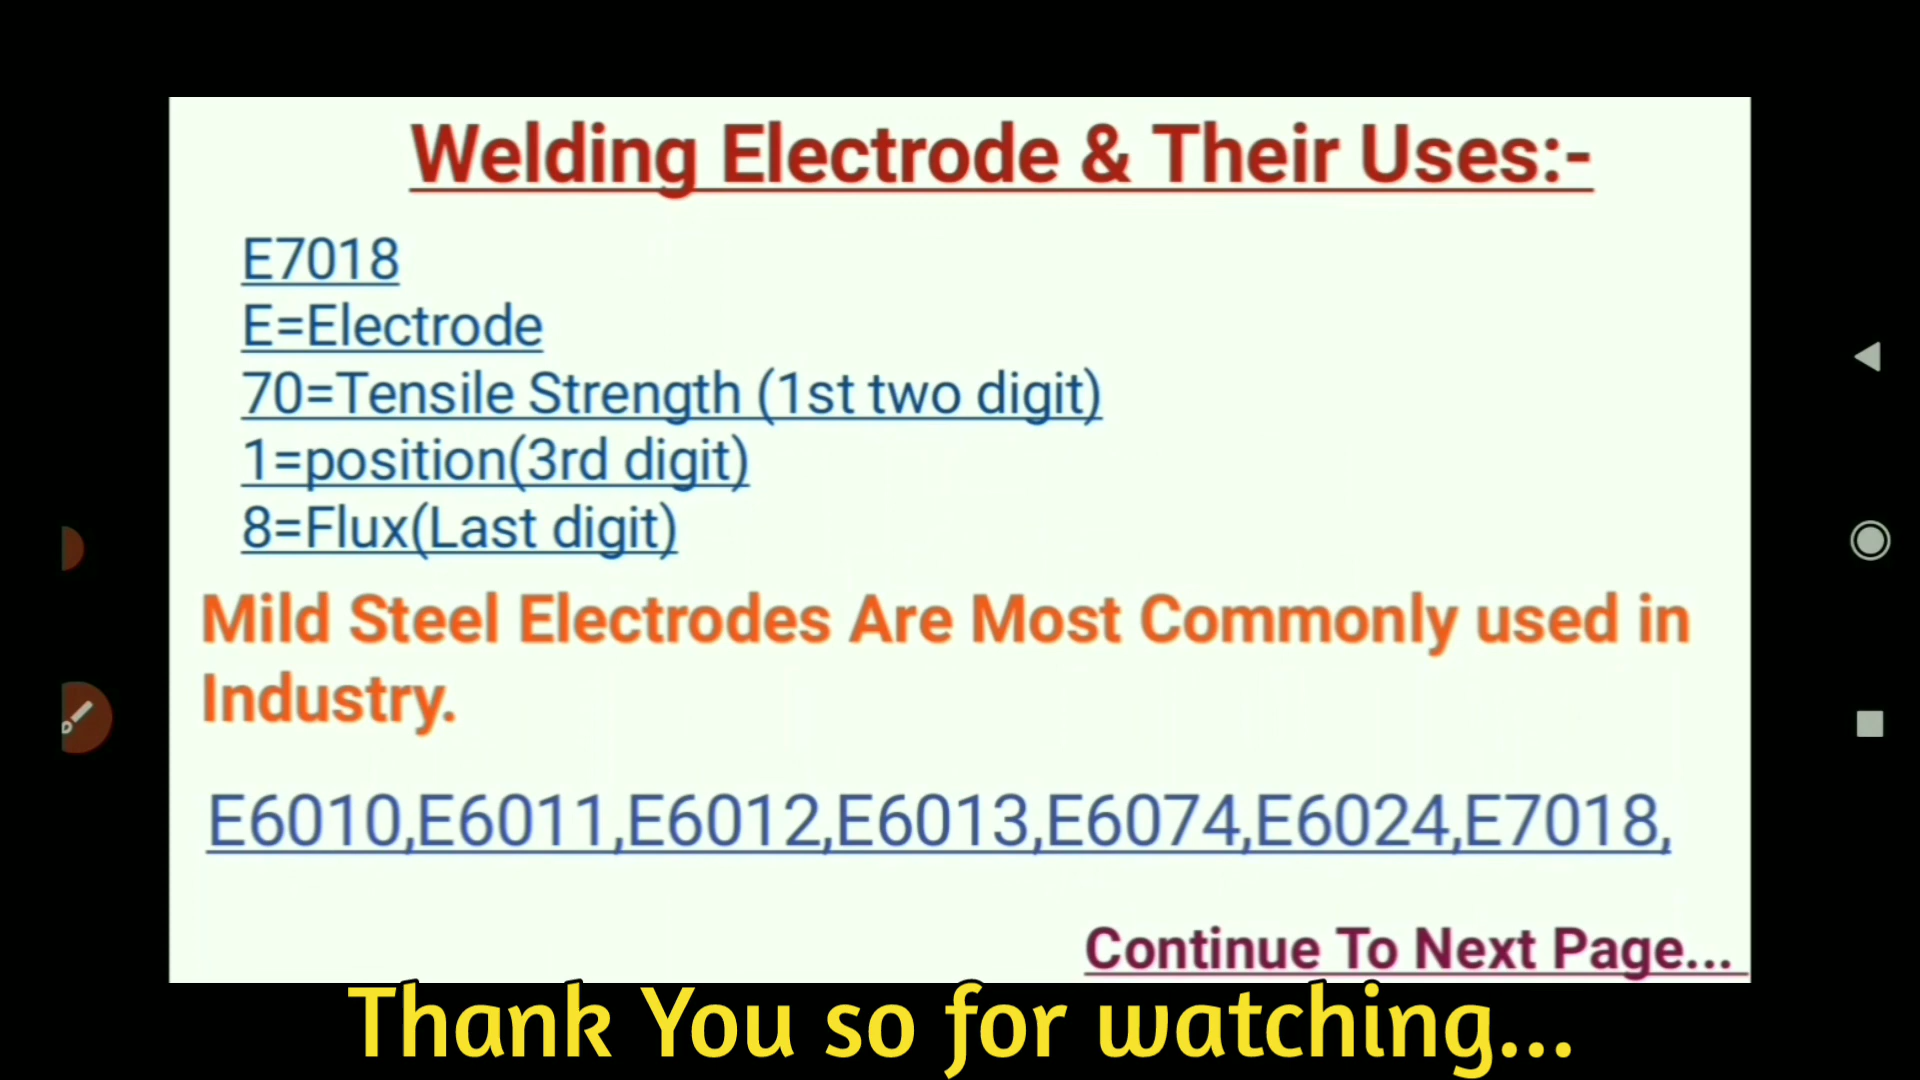 Welding Electrode & Their Uses:-
E7018
E=Electrode
70=Tensile Strength (1st two digit)
1=position(3rd digit)
8=Flux(Last digit)
Mild Steel Electrodes Are Most Commonly used in
Industry.
E6010,E6011,E6012,E6013,E6074,E6024,E7018,
Continue To Next Page...
Thank You so for watching...